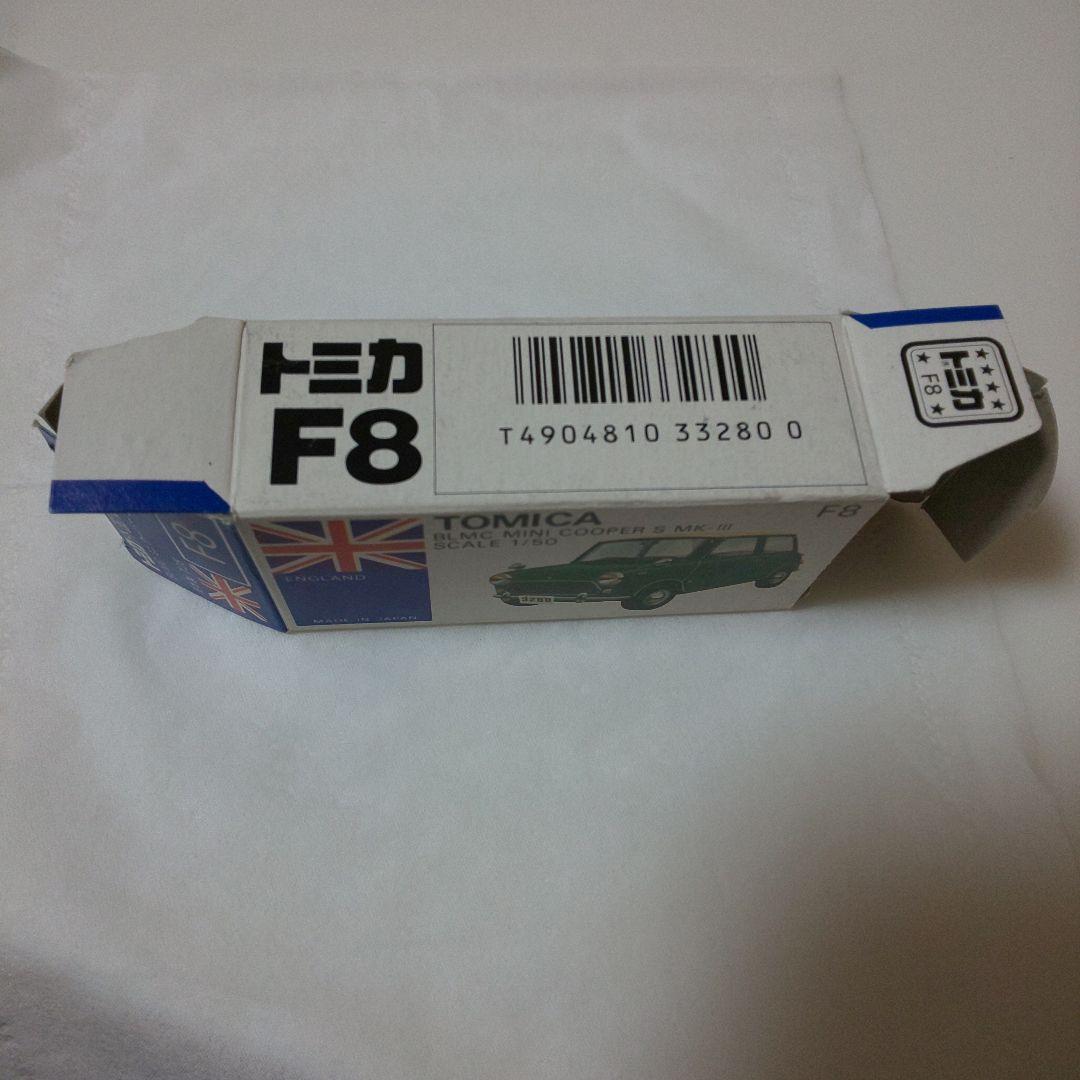 トミカ
F8
T4904810 33280 0
トミカ
F8
TOMICA
BLMC MINI COOPER S MK-III
SCALE 1/50
F8
ENGLAND
MADE IN JAPAN
3280
F8